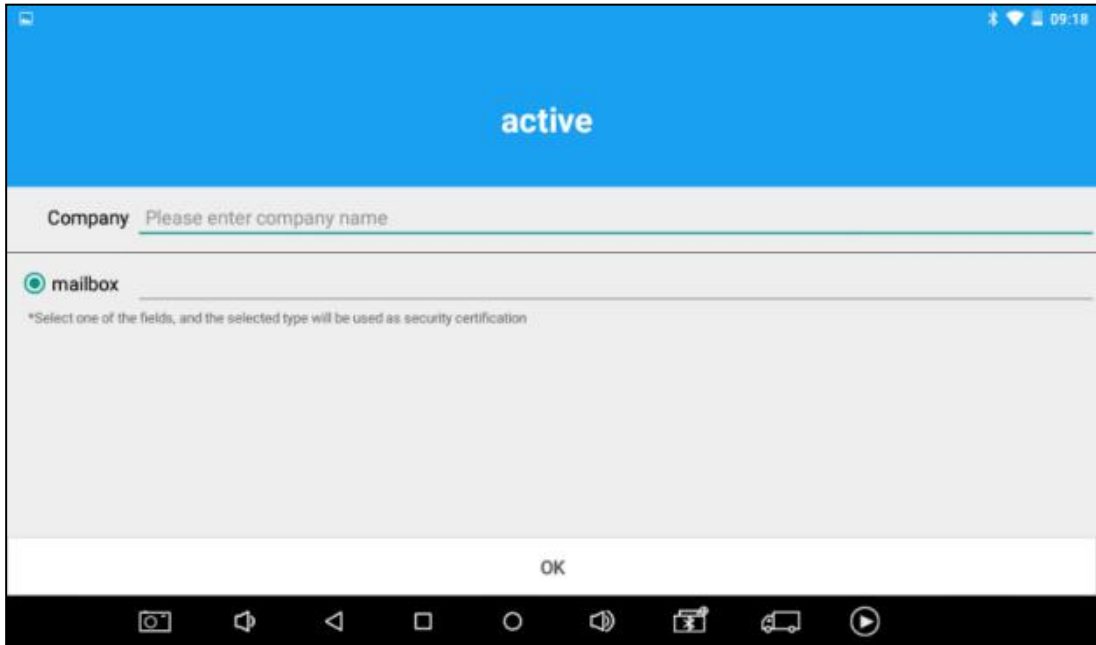 09:18
active
Company Please enter company name
mailbox
*Select one of the fields, and the selected type will be used as security certification
OK